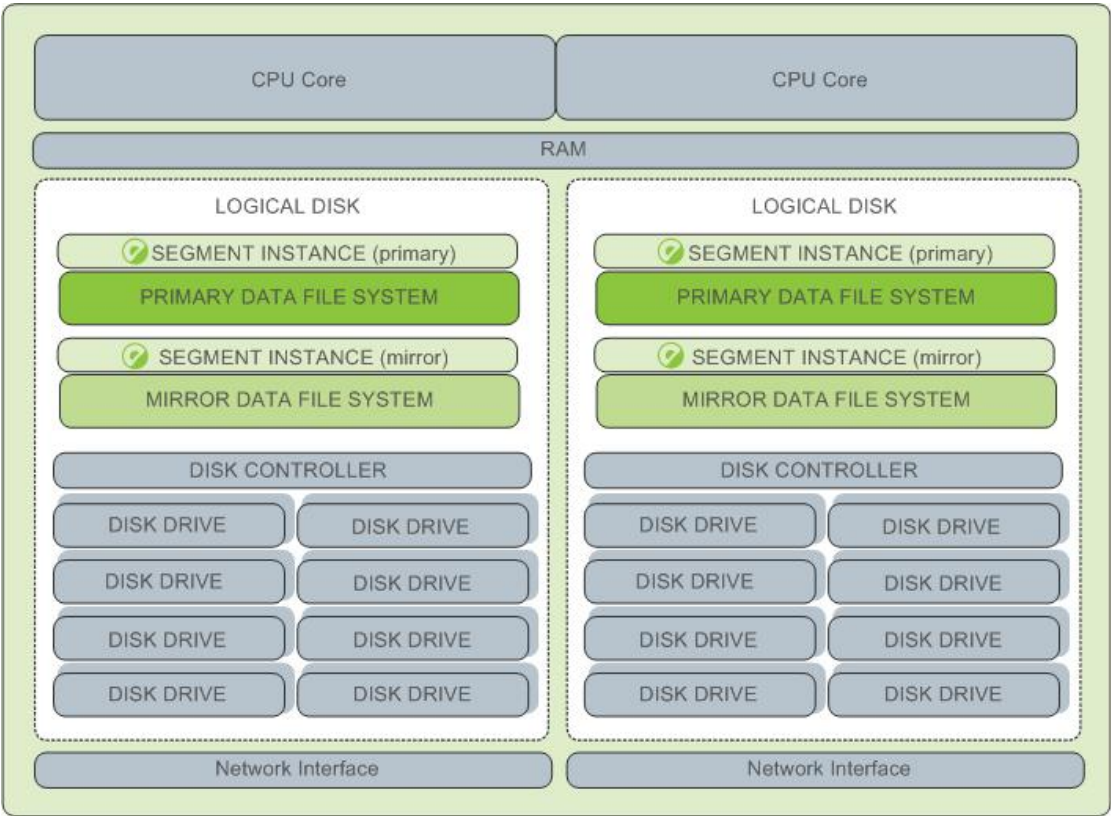 CPU Core
CPU Core
RAM
LOGICAL DISK
SEGMENT INSTANCE (primary)
PRIMARY DATA FILE SYSTEM
SEGMENT INSTANCE (mirror)
MIRROR DATA FILE SYSTEM
DISK CONTROLLER
DISK DRIVE
DISK DRIVE
DISK DRIVE
DISK DRIVE
DISK DRIVE
DISK DRIVE
DISK DRIVE
DISK DRIVE
LOGICAL DISK
SEGMENT INSTANCE (primary)
PRIMARY DATA FILE SYSTEM
SEGMENT INSTANCE (mirror)
MIRROR DATA FILE SYSTEM
DISK CONTROLLER
DISK DRIVE
DISK DRIVE
DISK DRIVE
DISK DRIVE
DISK DRIVE
DISK DRIVE
DISK DRIVE
DISK DRIVE
Network Interface
Network Interface